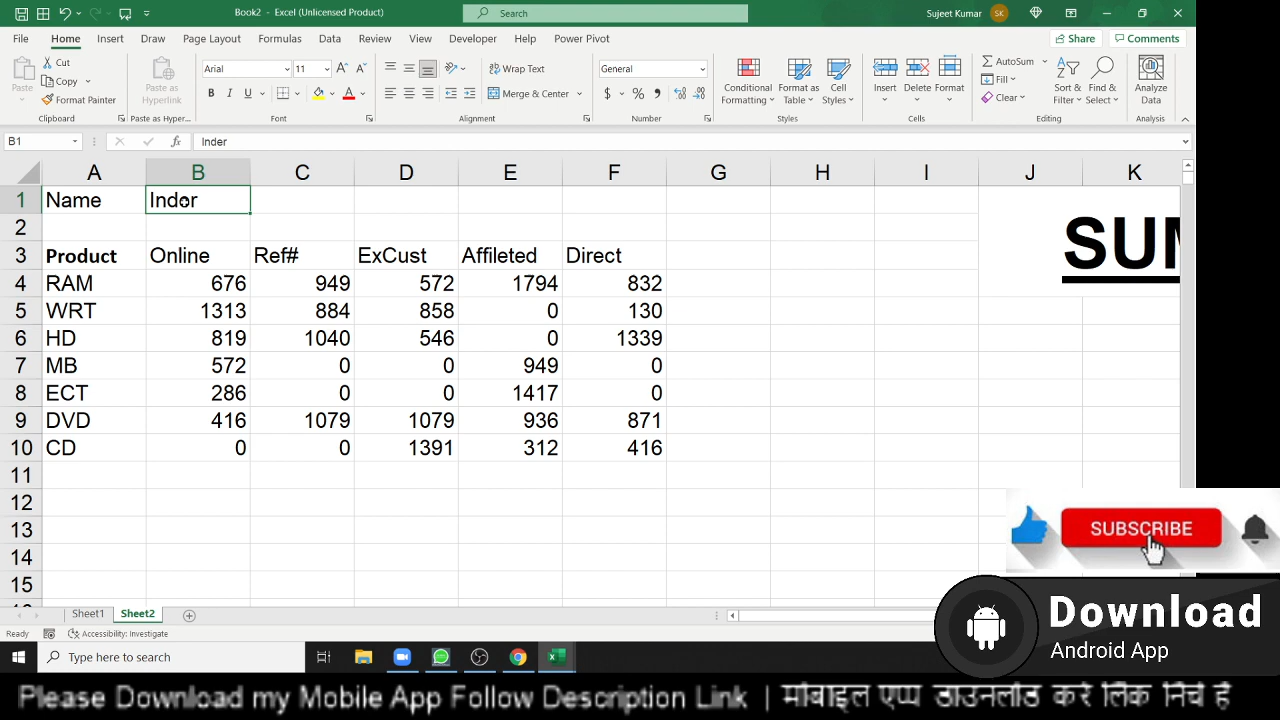 Book2 - Excel (Unlicensed Product)
Search
Sujeet Kumar
SK
File Home Insert Draw Page Layout Formulas Data Review View Developer Help Power Pivot
Share Comments
Paste
Cut
Copy
Format Painter
Clipboard
Paste as Hyperlink
Paste as Hyper...
Arial 11
B I U
Font
Wrap Text
Merge & Center
Alignment
General
$ % ,
Number
Conditional Formatting
Format as Table
Cell Styles
Styles
Insert Delete Format
Cells
AutoSum
Fill
Clear
Sort & Filter
Find & Select
Editing
Analyze Data
Analysis
B1 fx Inder
A B C D E F G H I J K
1 Name Inder
2
SUM
3 Product Online Ref# ExCust Affileted Direct
4 RAM 676 949 572 1794 832
5 WRT 1313 884 858 0 130
6 HD 819 1040 546 0 1339
7 MB 572 0 0 949 0
8 ECT 286 0 0 1417 0
9 DVD 416 1079 1079 936 871
10 CD 0 0 1391 312 416
11
12
13
14
15
SUBSCRIBE
Sheet1 Sheet2
Ready Accessibility: Investigate
Download
Android App
Type here to search
Please Download my Mobile App Follow Description Link | मोबाइल एप्प डाउनलोड करे लिंक निचे है